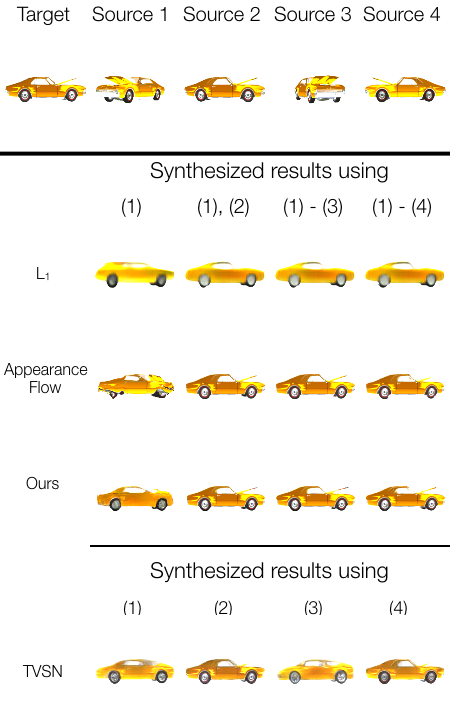 Target Source 1 Source 2 Source 3 Source 4
Synthesized results using
(1) (1), (2) (1) - (3) (1) - (4)
L₁
Appearance
Flow
Ours
Synthesized results using
(1) (2) (3) (4)
TVSN